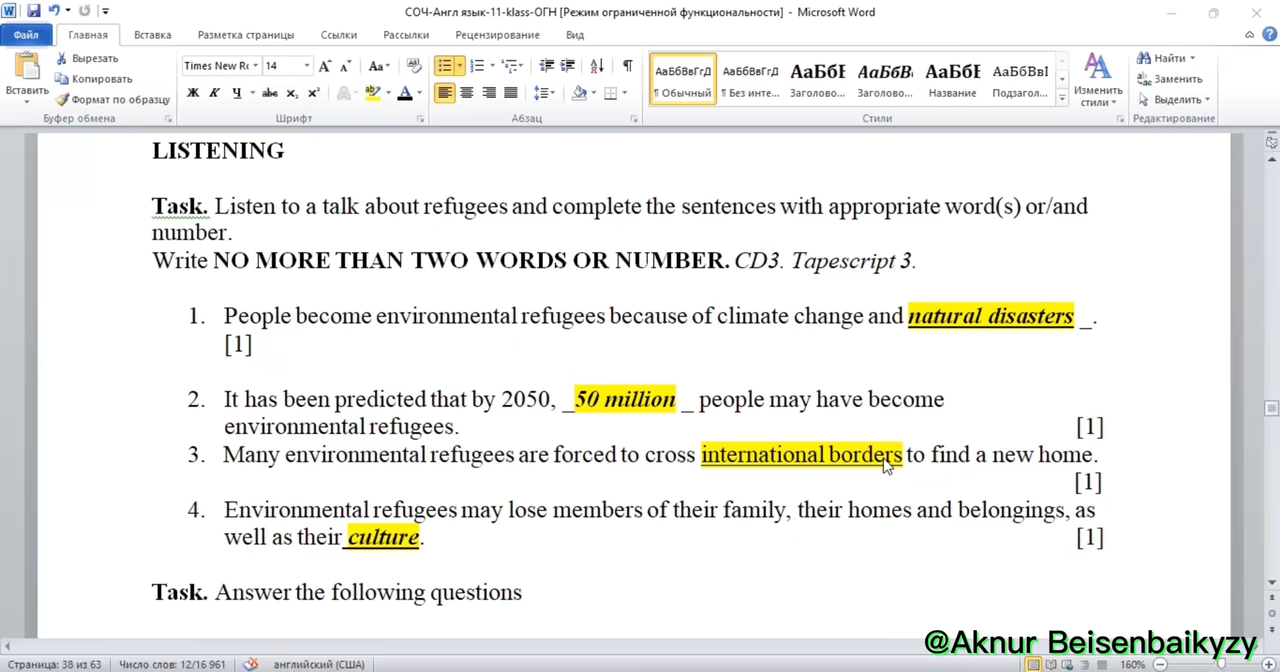 СОЧ-Англ язык-11-klass-ОГН [Режим ограниченной функциональности] - Microsoft Word
Файл Главная Вставка Разметка страницы Ссылки Рассылки Рецензирование Вид
Вставить
Вырезать
Копировать
Формат по образцу
Буфер обмена
Times New Ro 14
Ж К Ч abc x₂ x²
Шрифт
Абзац
АаБбВвГгД АаБбВвГгД АаБбЕ АаБбВ АаБбЕ АаБбВвІ
¶ Обычный ¶ Без инте... Заголово... Заголово... Название Подзагол...
Стили
Изменить стили
Найти
Заменить
Выделить
Редактирование
LISTENING
Task. Listen to a talk about refugees and complete the sentences with appropriate word(s) or/and
number.
Write NO MORE THAN TWO WORDS OR NUMBER. CD3. Tapescript 3.
1. People become environmental refugees because of climate change and natural disasters _.
[1]
2. It has been predicted that by 2050, _50 million _ people may have become
environmental refugees. [1]
3. Many environmental refugees are forced to cross international borders to find a new home.
[1]
4. Environmental refugees may lose members of their family, their homes and belongings, as
well as their culture. [1]
Task. Answer the following questions
@Aknur Beisenbaikyzy
Страница: 38 из 63 Число слов: 12/16 961 английский (США) 160%